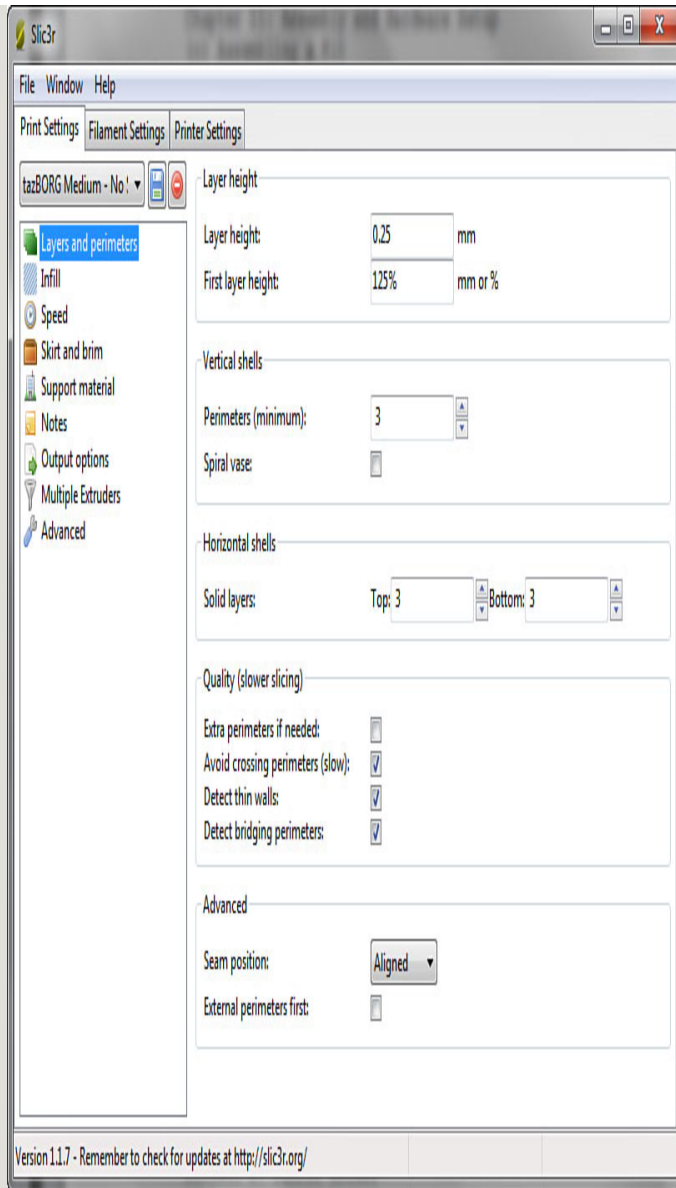 Slic3r
File Window Help
Print Settings Filament Settings Printer Settings
tazBORG Medium - No
Layers and perimeters
Infill
Speed
Skirt and brim
Support material
Notes
Output options
Multiple Extruders
Advanced
Layer height
Layer height: 0.25 mm
First layer height: 125% mm or %
Vertical shells
Perimeters (minimum): 3
Spiral vase:
Horizontal shells
Solid layers: Top: 3 Bottom: 3
Quality (slower slicing)
Extra perimeters if needed:
Avoid crossing perimeters (slow):
Detect thin walls:
Detect bridging perimeters:
Advanced
Seam position: Aligned
External perimeters first:
Version 1.1.7 - Remember to check for updates at http://slic3r.org/